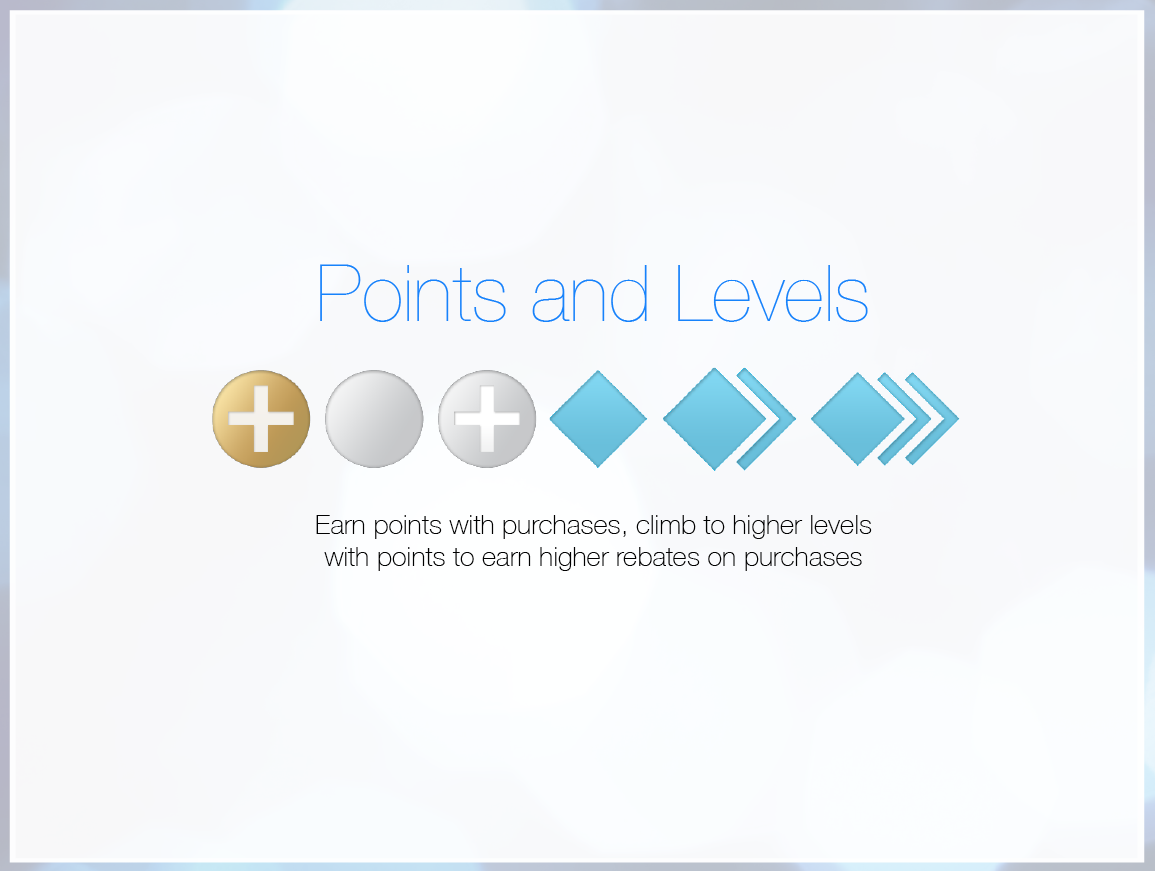 Points and Levels
Earn points with purchases, climb to higher levels
with points to earn higher rebates on purchases